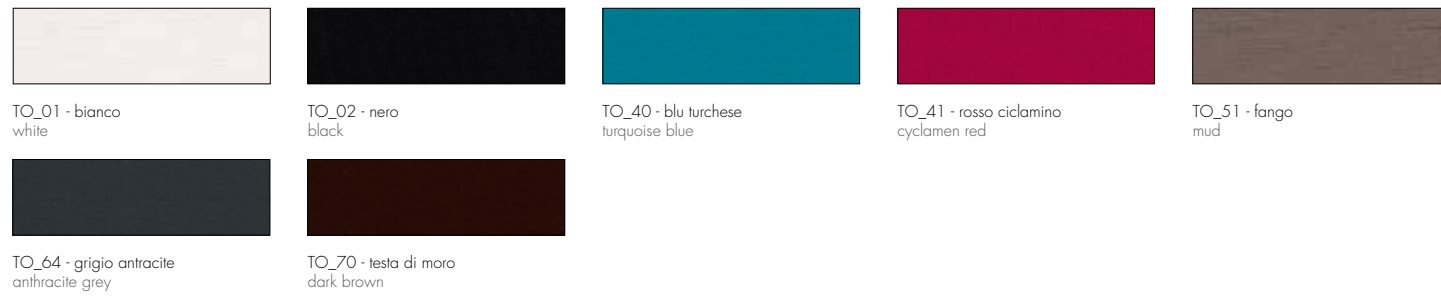 TO_01 - bianco
white
TO_02 - nero
black
TO_40 - blu turchese
turquoise blue
TO_41 - rosso ciclamino
cyclamen red
TO_51 - fango
mud
TO_64 - grigio antracite
anthracite grey
TO_70 - testa di moro
dark brown